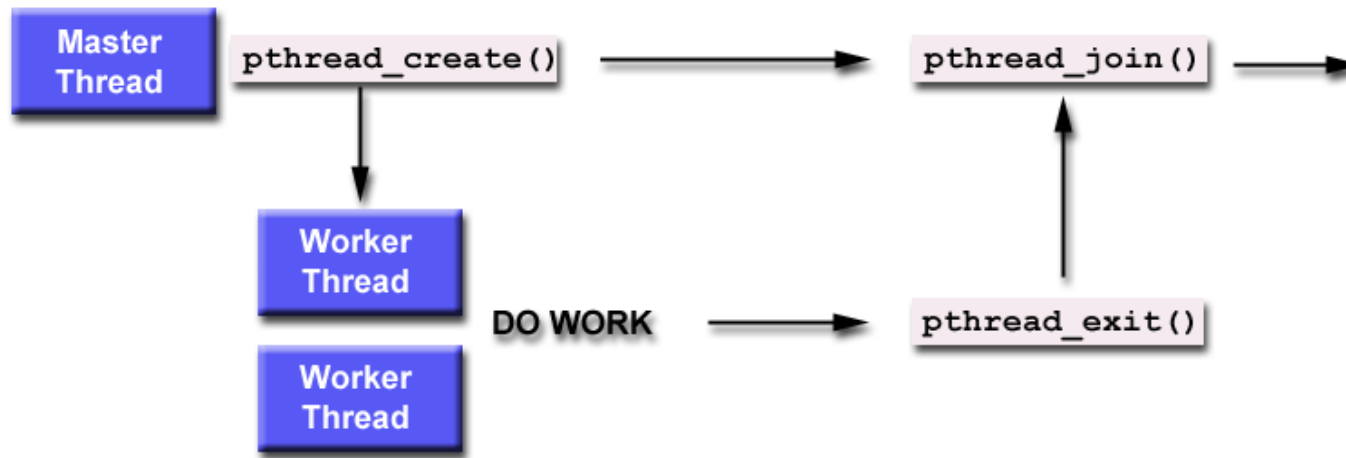 Master
Thread
pthread_create()
pthread_join()
Worker
Thread
DO WORK
pthread_exit()
Worker
Thread